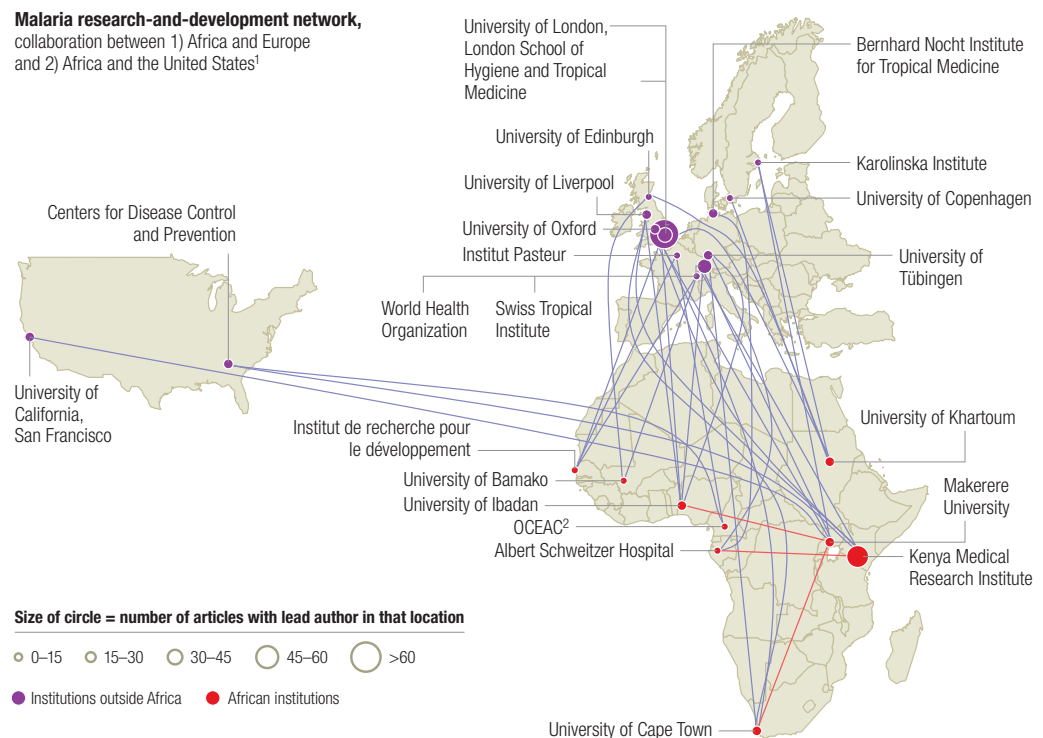 Malaria research-and-development network,
collaboration between 1) Africa and Europe
and 2) Africa and the United States1
University of London,
London School of
Hygiene and Tropical
Medicine
Bernhard Nocht Institute
for Tropical Medicine
University of Edinburgh
Karolinska Institute
University of Liverpool
University of Copenhagen
Centers for Disease Control
and Prevention
University of Oxford
Institut Pasteur
University of
Tübingen
World Health
Organization
Swiss Tropical
Institute
University of
California,
San Francisco
Institut de recherche pour
le développement
University of Khartoum
University of Bamako
University of Ibadan
Makerere
University
OCEAC2
Albert Schweitzer Hospital
Kenya Medical
Research Institute
Size of circle = number of articles with lead author in that location
0–15 15–30 30–45 45–60 >60
Institutions outside Africa African institutions
University of Cape Town